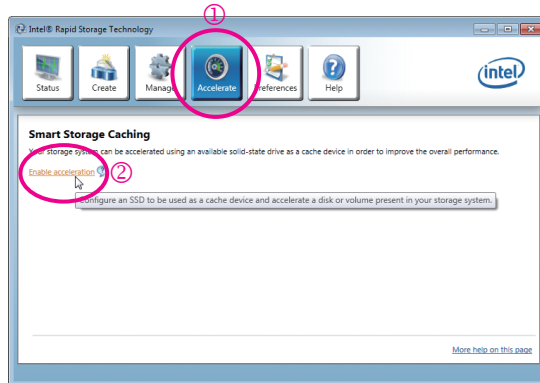 ①
Intel® Rapid Storage Technology
Status
Create
Manage
Accelerate
Preferences
Help
intel
Smart Storage Caching
Your storage system can be accelerated using an available solid-state drive as a cache device in order to improve the overall performance.
Enable acceleration ②
Configure an SSD to be used as a cache device and accelerate a disk or volume present in your storage system.
More help on this page